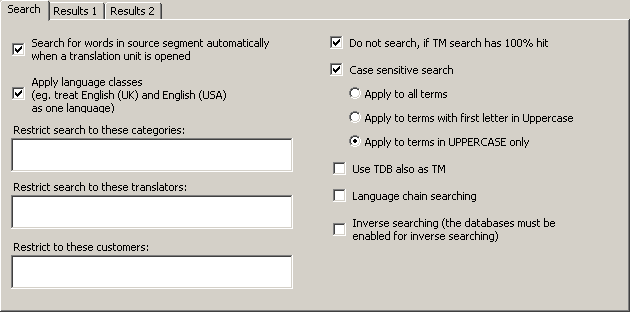 Search
Results 1
Results 2
Search for words in source segment automatically
when a translation unit is opened
Apply language classes
(eg. treat English (UK) and English (USA)
as one language)
Restrict search to these categories:
Restrict search to these translators:
Restrict to these customers:
Do not search, if TM search has 100% hit
Case sensitive search
Apply to all terms
Apply to terms with first letter in Uppercase
Apply to terms in UPPERCASE only
Use TDB also as TM
Language chain searching
Inverse searching (the databases must be
enabled for inverse searching)